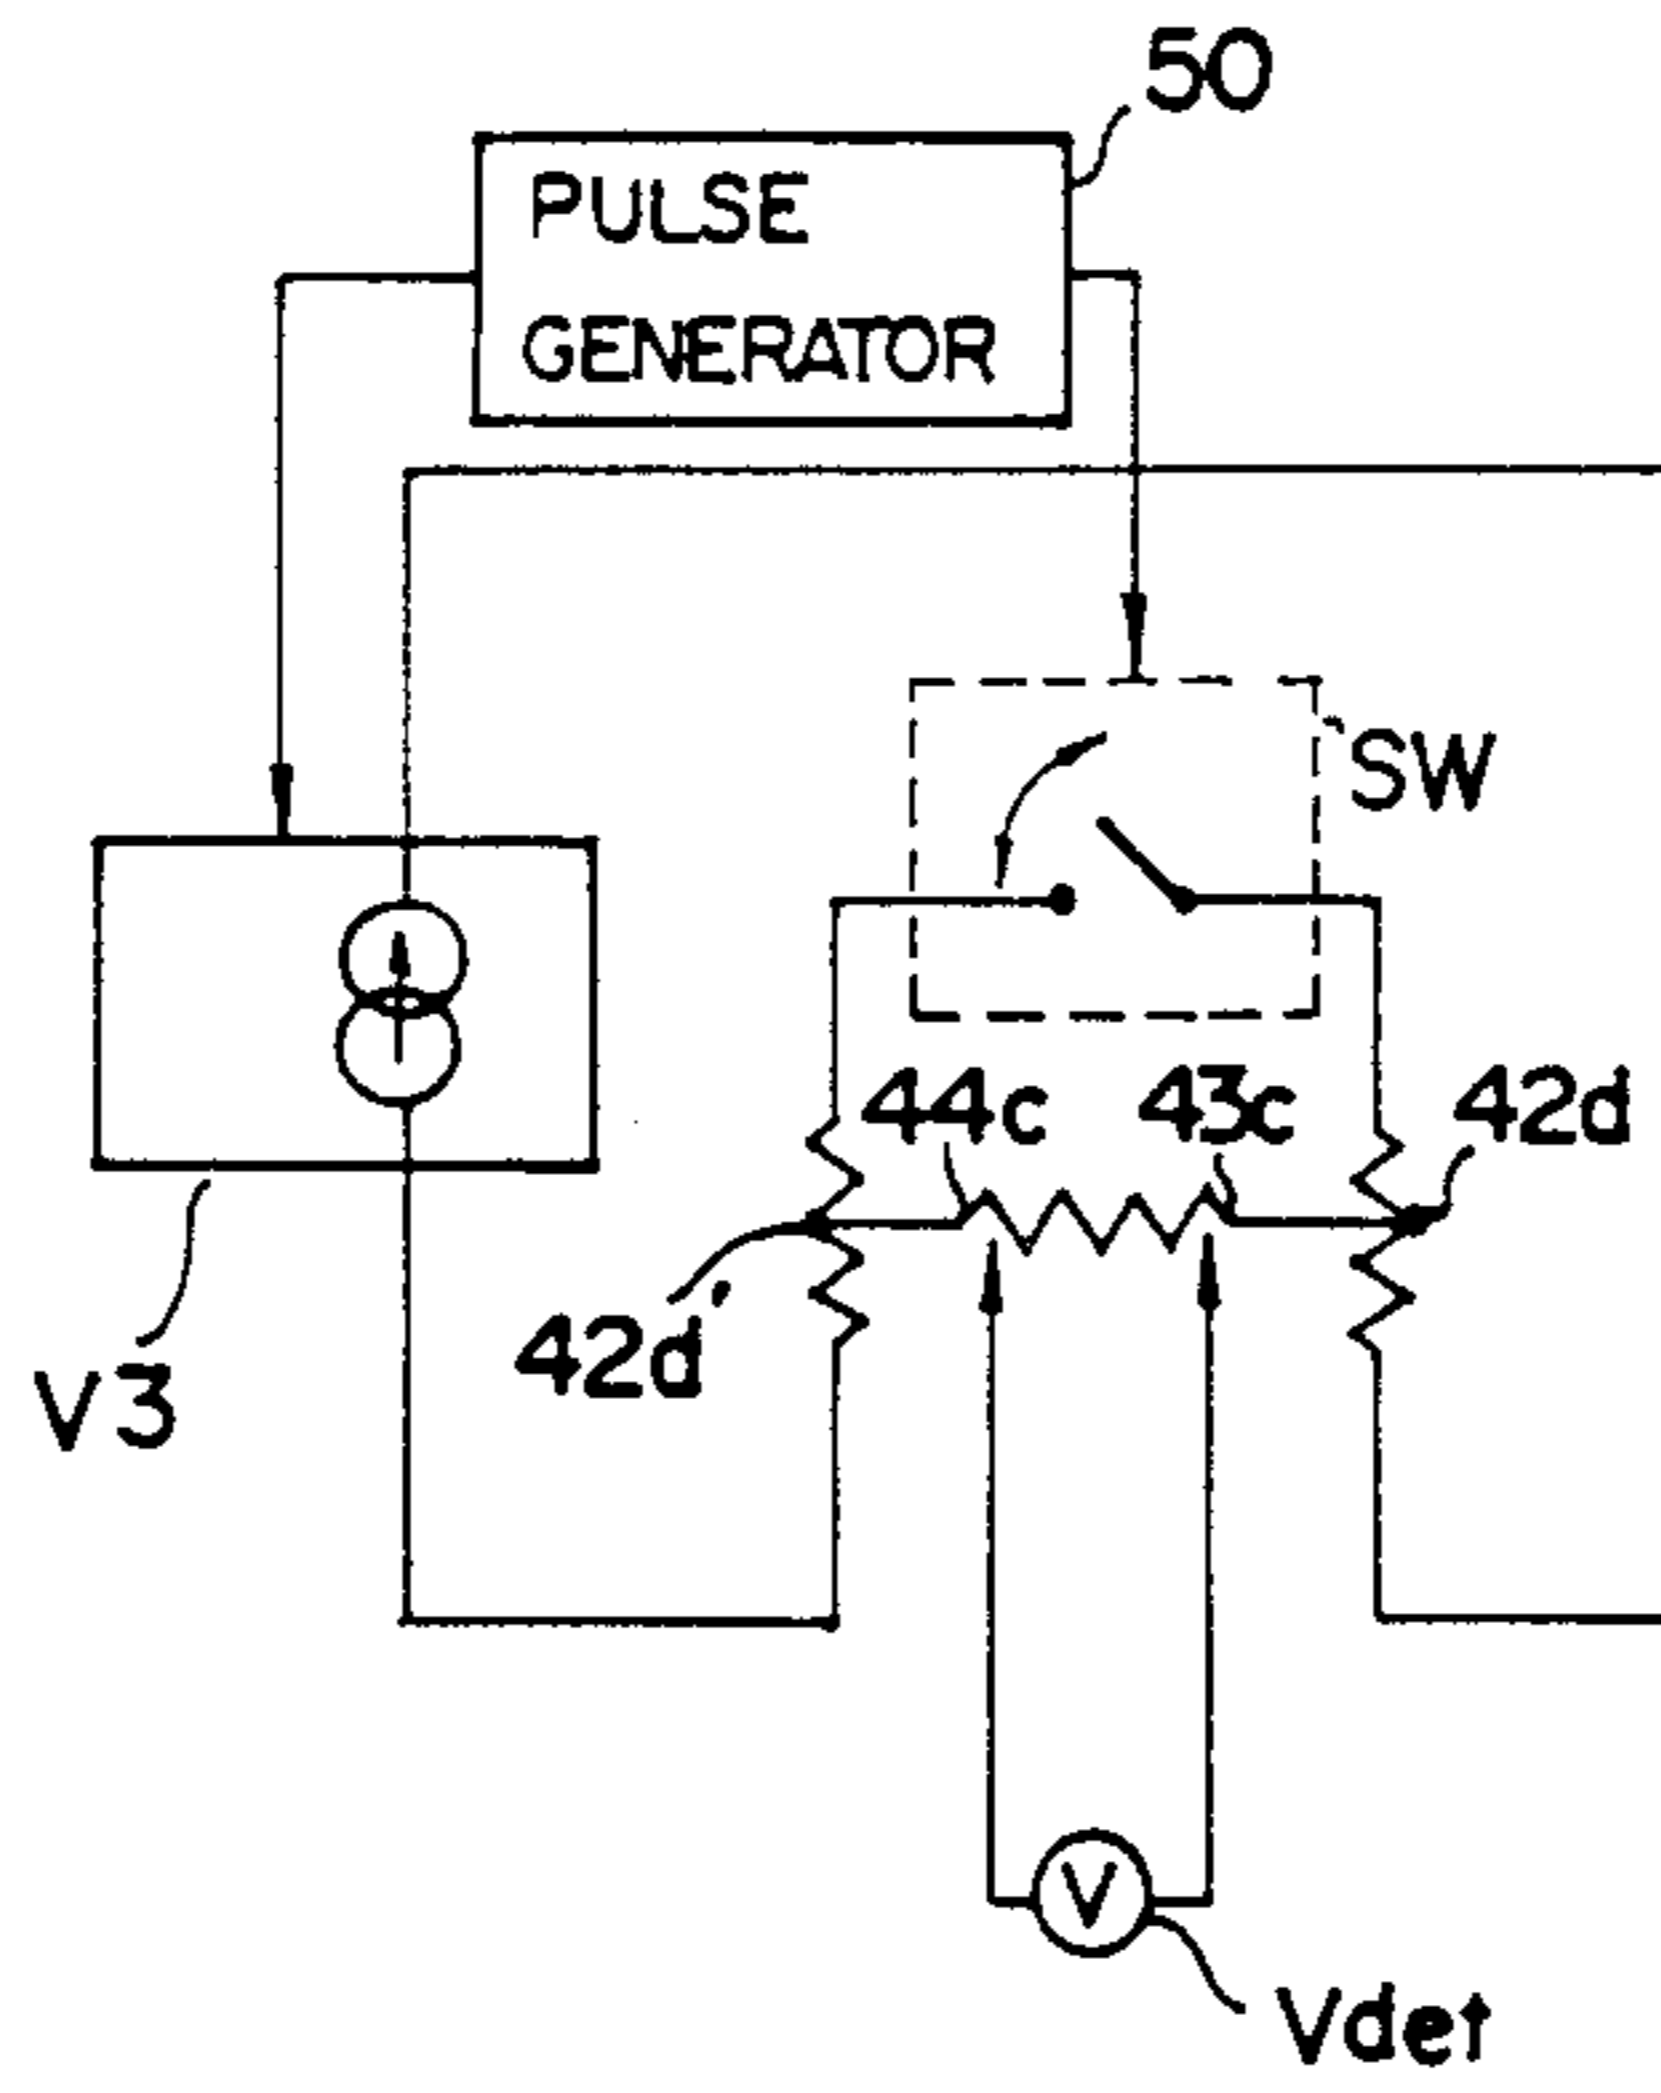 50
PULSE
GENERATOR
SW
44c 43c 42d
42d'
V3
V
Vdet